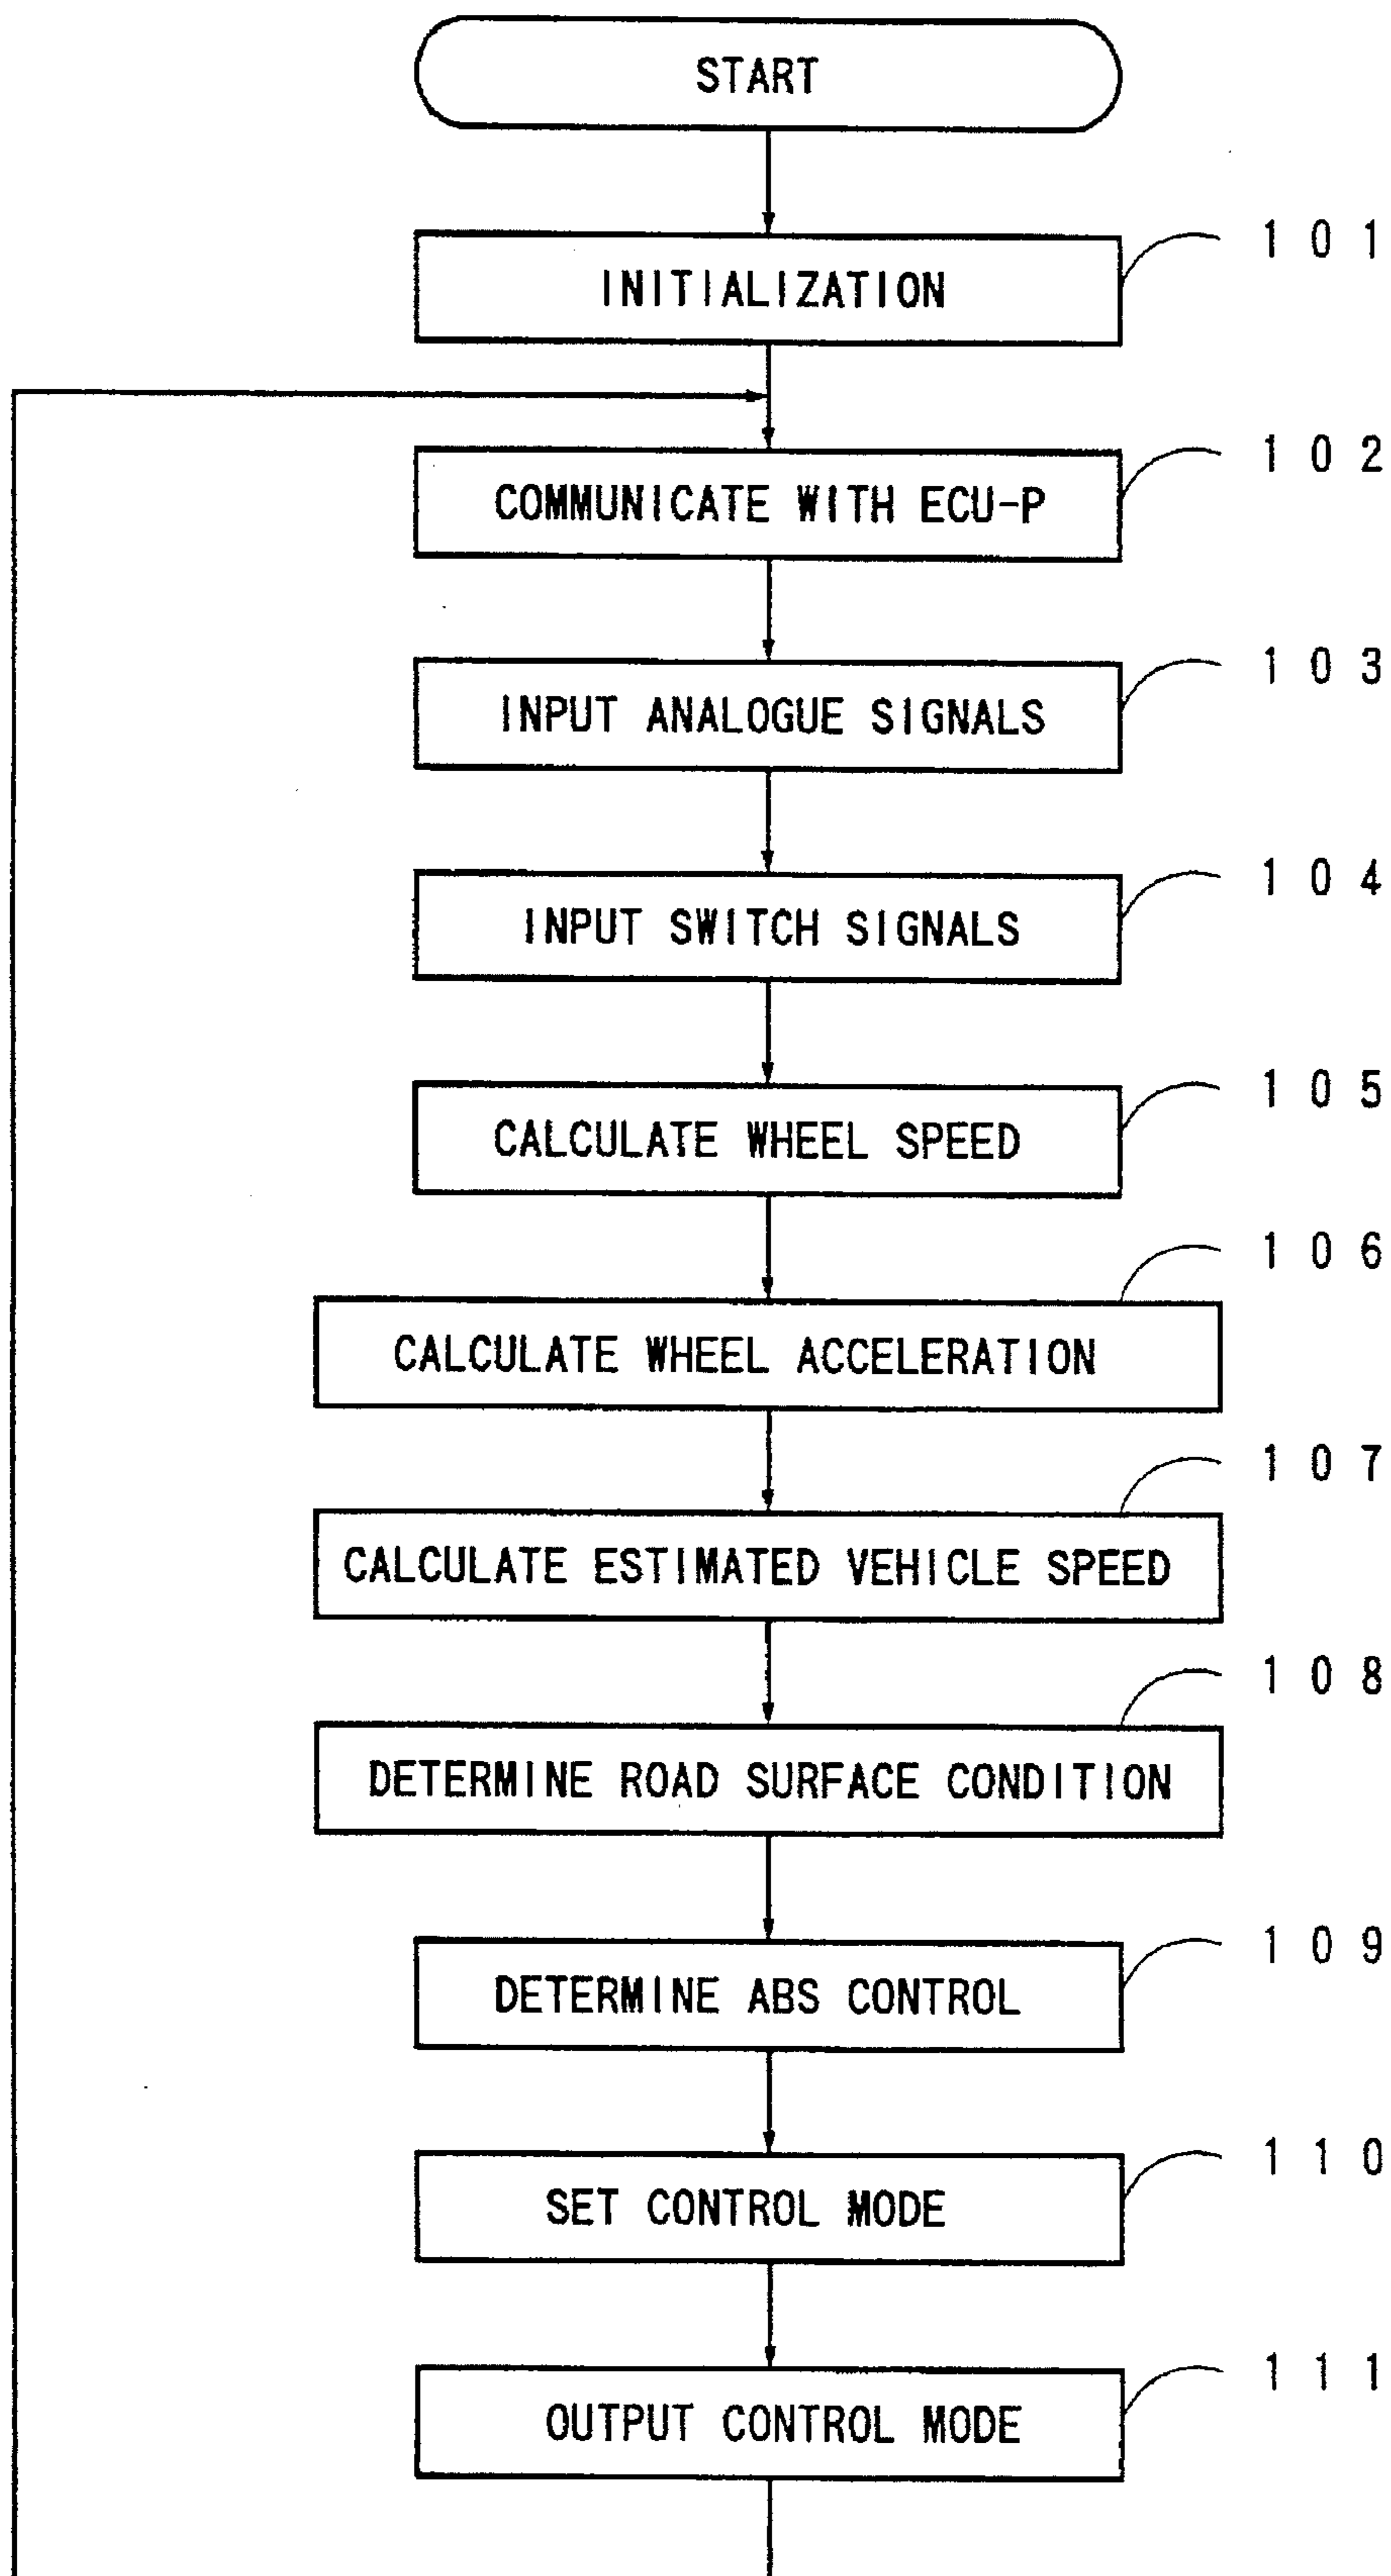 START
101
INITIALIZATION
102
COMMUNICATE WITH ECU-P
103
INPUT ANALOGUE SIGNALS
104
INPUT SWITCH SIGNALS
105
CALCULATE WHEEL SPEED
106
CALCULATE WHEEL ACCELERATION
107
CALCULATE ESTIMATED VEHICLE SPEED
108
DETERMINE ROAD SURFACE CONDITION
109
DETERMINE ABS CONTROL
110
SET CONTROL MODE
111
OUTPUT CONTROL MODE